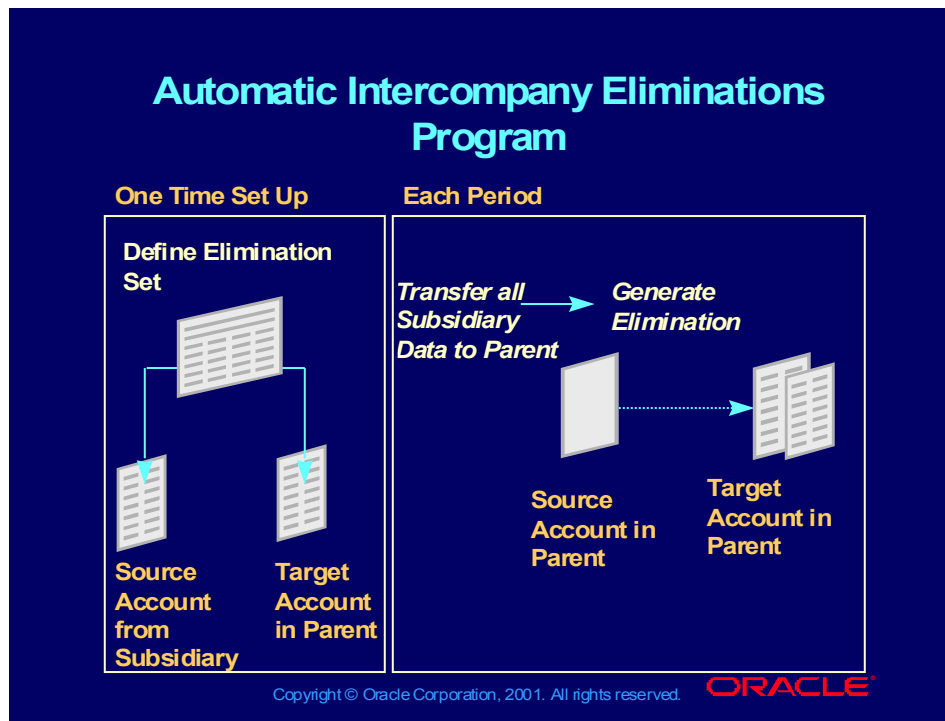 Automatic Intercompany Eliminations
Program
One Time Set Up
Define Elimination
Set
Source
Account
from
Subsidiary
Target
Account
in Parent
Each Period
Transfer all
Subsidiary
Data to Parent
Generate
Elimination
Source
Account in
Parent
Target
Account in
Parent
Copyright © Oracle Corporation, 2001. All rights reserved.
ORACLE®